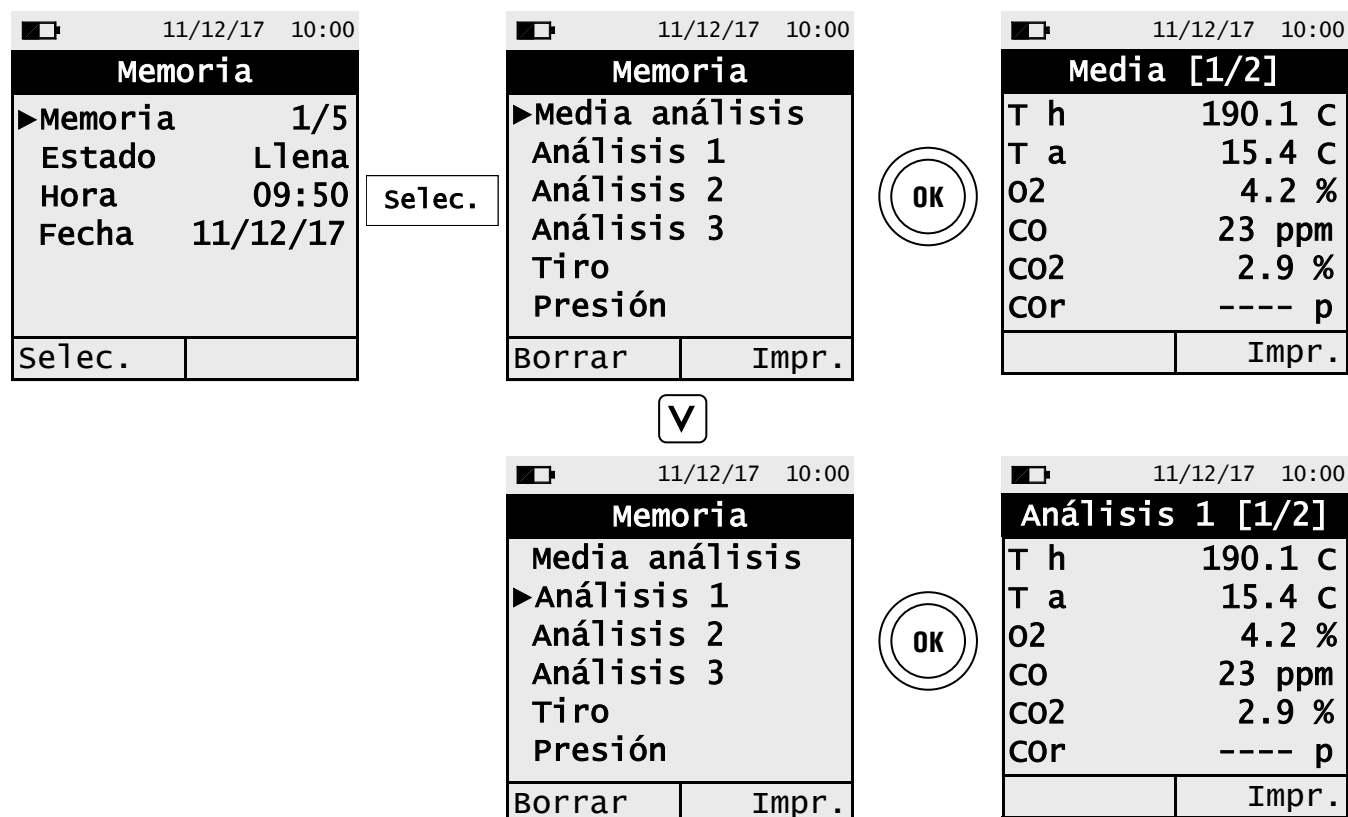 11/12/17 10:00
Memoria
►Memoria 1/5
Estado Llena
Hora 09:50
Fecha 11/12/17
Selec.
Selec.
11/12/17 10:00
Memoria
►Media análisis
Análisis 1
Análisis 2
Análisis 3
Tiro
Presión
Borrar Impr.
OK
11/12/17 10:00
Media [1/2]
T h 190.1 C
T a 15.4 C
O2 4.2 %
CO 23 ppm
CO2 2.9 %
COr ---- p
Impr.
V
11/12/17 10:00
Memoria
Media análisis
►Análisis 1
Análisis 2
Análisis 3
Tiro
Presión
Borrar Impr.
OK
11/12/17 10:00
Análisis 1 [1/2]
T h 190.1 C
T a 15.4 C
O2 4.2 %
CO 23 ppm
CO2 2.9 %
COr ---- p
Impr.